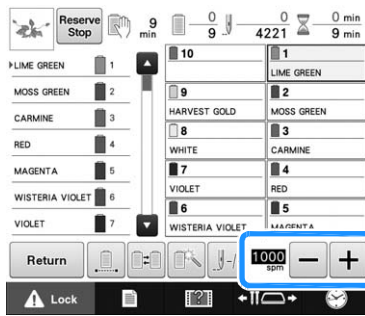 Reserve Stop 9 min 0 9 0 4221 0 min 9 min
LIME GREEN 1
MOSS GREEN 2
CARMINE 3
RED 4
MAGENTA 5
WISTERIA VIOLET 6
VIOLET 7
10
1 LIME GREEN
9 HARVEST GOLD
2 MOSS GREEN
8 WHITE
3 CARMINE
7 VIOLET
4 RED
6 WISTERIA VIOLET
5 MAGENTA
Return 1000 spm − +
Lock